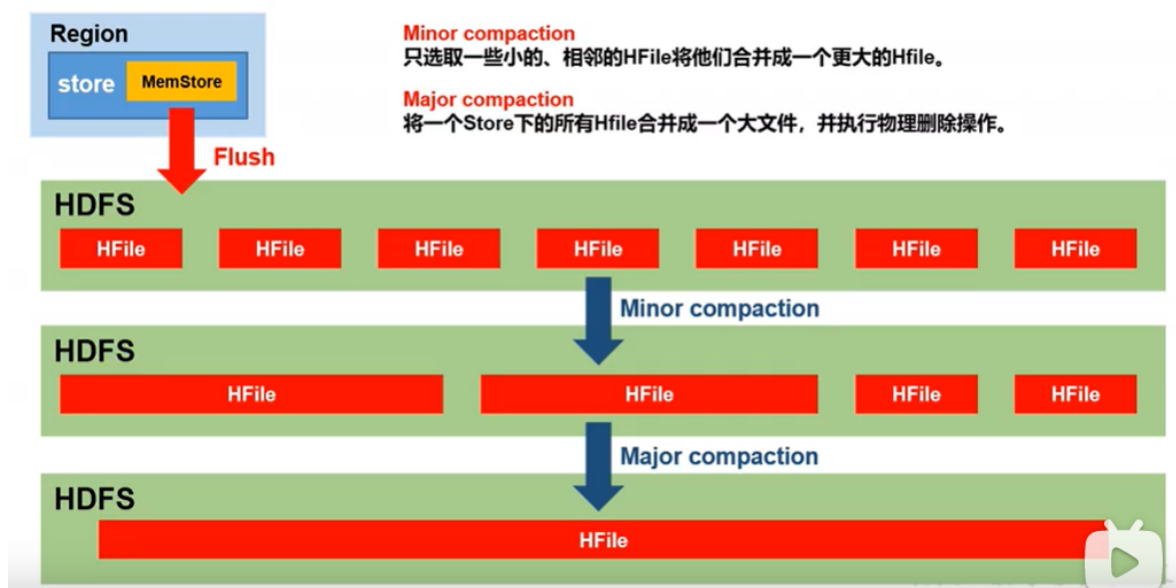 Region
store
MemStore
Flush
Minor compaction
只选取一些小的、相邻的HFile将他们合并成一个更大的Hfile。
Major compaction
将一个Store下的所有Hfile合并成一个大文件，并执行物理删除操作。
HDFS
HFile HFile HFile HFile HFile HFile HFile
Minor compaction
HDFS
HFile HFile HFile HFile
Major compaction
HDFS
HFile